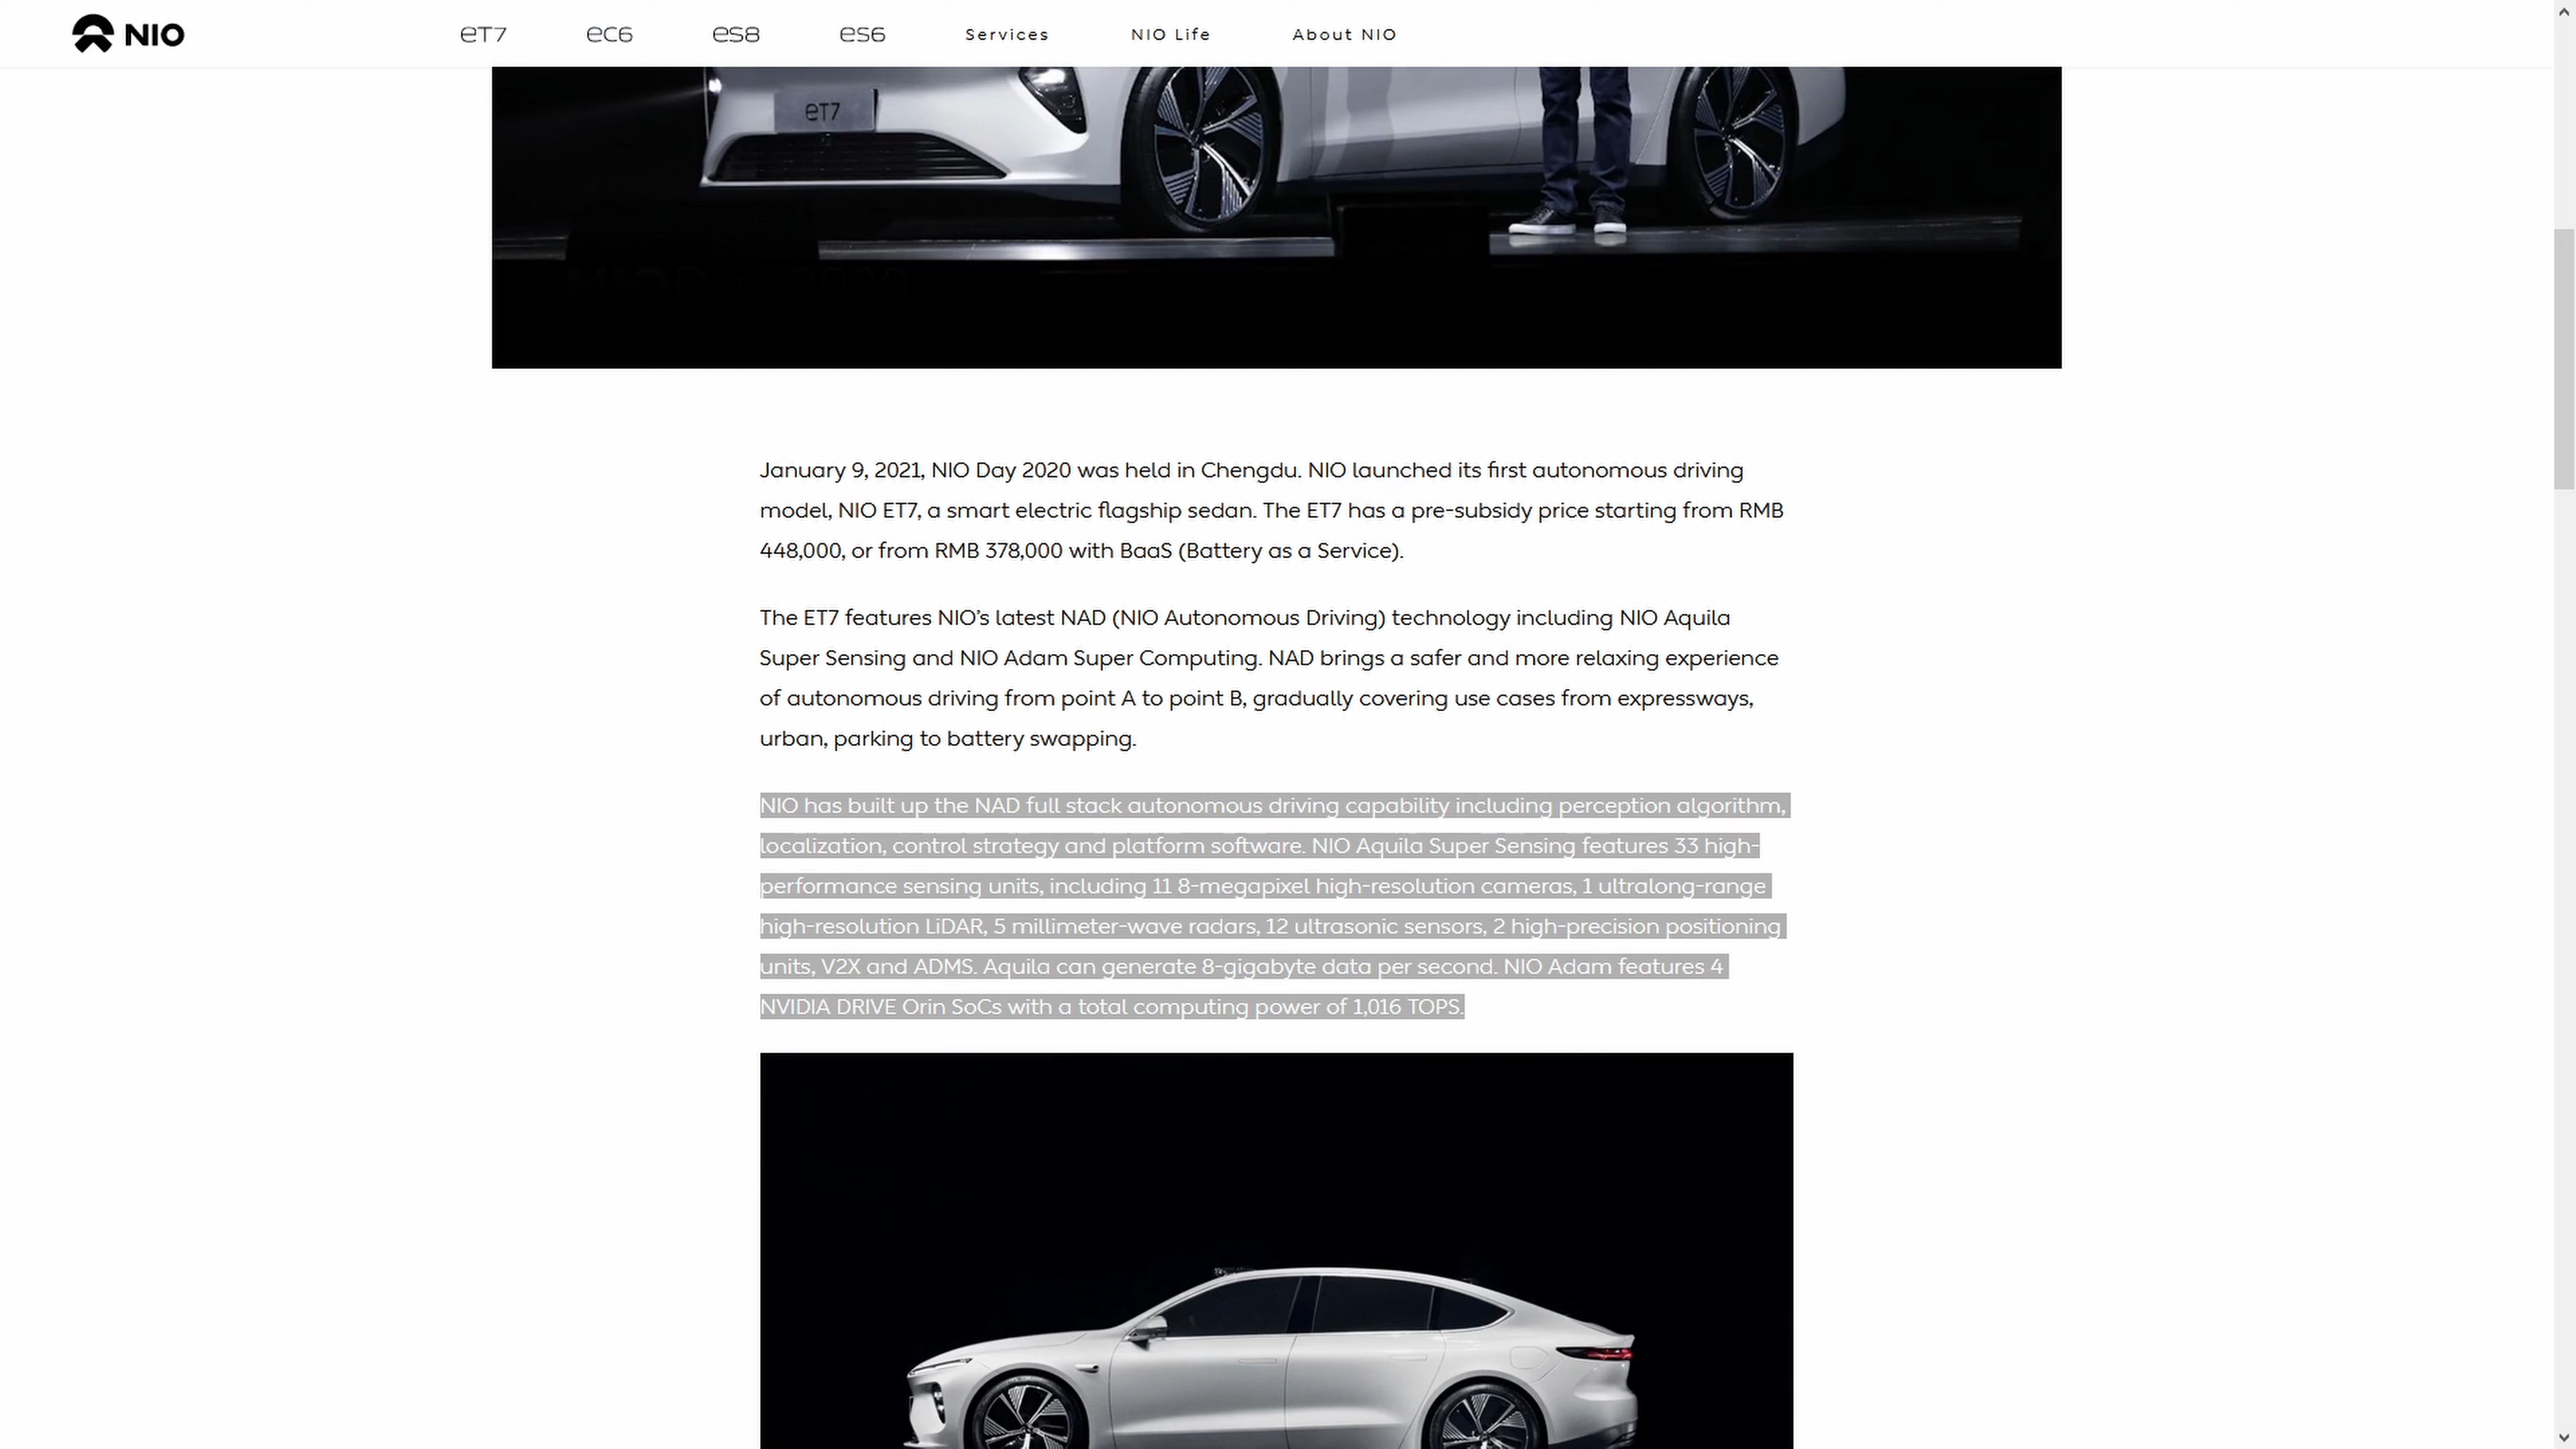 NIO
eT7
eC6
eS8
eS6
Services
NIO Life
About NIO
eT7
January 9, 2021, NIO Day 2020 was held in Chengdu. NIO launched its first autonomous driving
model, NIO ET7, a smart electric flagship sedan. The ET7 has a pre-subsidy price starting from RMB
448,000, or from RMB 378,000 with BaaS (Battery as a Service).
The ET7 features NIO’s latest NAD (NIO Autonomous Driving) technology including NIO Aquila
Super Sensing and NIO Adam Super Computing. NAD brings a safer and more relaxing experience
of autonomous driving from point A to point B, gradually covering use cases from expressways,
urban, parking to battery swapping.
NIO has built up the NAD full stack autonomous driving capability including perception algorithm,
localization, control strategy and platform software. NIO Aquila Super Sensing features 33 high-
performance sensing units, including 11 8-megapixel high-resolution cameras, 1 ultralong-range
high-resolution LiDAR, 5 millimeter-wave radars, 12 ultrasonic sensors, 2 high-precision positioning
units, V2X and ADMS. Aquila can generate 8-gigabyte data per second. NIO Adam features 4
NVIDIA DRIVE Orin SoCs with a total computing power of 1,016 TOPS.